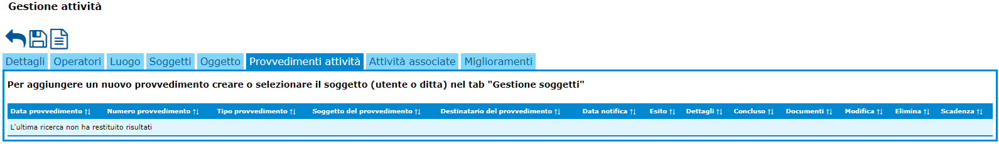 Gestione attività
Dettagli Operatori Luogo Soggetti Oggetto Provvedimenti attività Attività associate Miglioramenti
Per aggiungere un nuovo provvedimento creare o selezionare il soggetto (utente o ditta) nel tab "Gestione soggetti"
Data provvedimento ↑↓ Numero provvedimento ↑↓ Tipo provvedimento ↑↓ Soggetto del provvedimento ↑↓ Destinatario del provvedimento ↑↓ Data notifica ↑↓ Esito ↑↓ Dettagli ↑↓ Concluso ↑↓ Documenti ↑↓ Modifica ↑↓ Elimina ↑↓ Scadenza ↑↓
L'ultima ricerca non ha restituito risultati